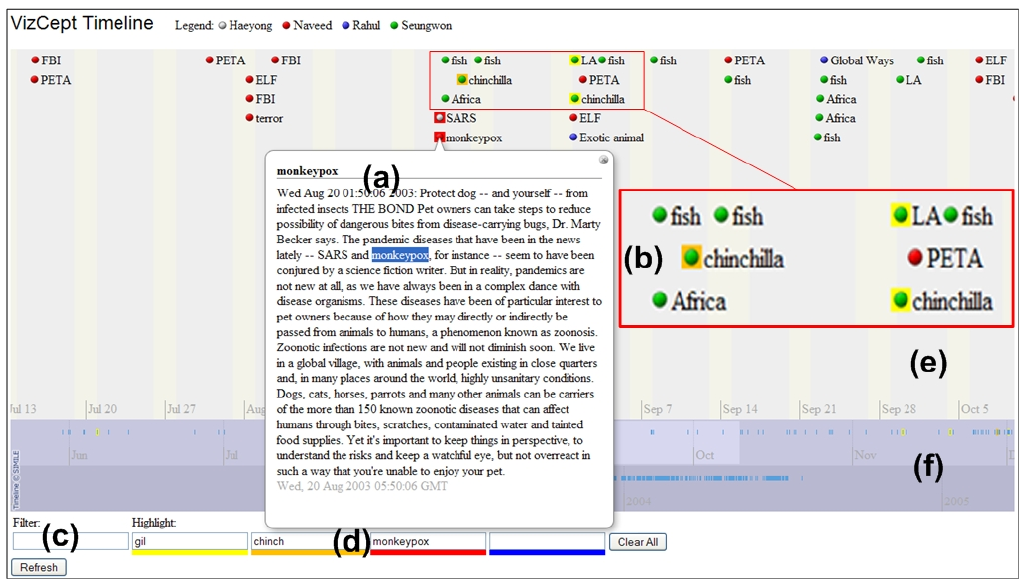 VizCept Timeline
Legend: Haeyong Naveed Rahul Seungwon
FBI PETA FBI fish fish LA fish fish PETA Global Ways fish ELF
PETA ELF chinchilla PETA fish fish LA FBI
FBI Africa chinchilla Africa
terror SARS ELF Africa
monkeypox Exotic animal fish
monkeypox
(a)
Wed Aug 20 01:50:06 2003: Protect dog -- and yourself -- from
infected insects THE BOND Pet owners can take steps to reduce
possibility of dangerous bites from disease-carrying bugs, Dr. Marty
Becker says. The pandemic diseases that have been in the news
lately -- SARS and monkeypox, for instance -- seem to have been
conjured by a science fiction writer. But in reality, pandemics are
not new at all, as we have always been in a complex dance with
disease organisms. These diseases have been of particular interest to
pet owners because of how they may directly or indirectly be
passed from animals to humans, a phenomenon known as zoonosis.
Zoonotic infections are not new and will not diminish soon. We live
in a global village, with animals and people existing in close quarters
and, in many places around the world, highly unsanitary conditions.
Dogs, cats, horses, parrots and many other animals can be carriers
of the more than 150 known zoonotic diseases that can affect
humans through bites, scratches, contaminated water and tainted
food supplies. Yet it's important to keep things in perspective, to
understand the risks and keep a watchful eye, but not overreact in
such a way that you're unable to enjoy your pet.
Wed, 20 Aug 2003 05:50:06 GMT
fish fish LA fish
(b) chinchilla PETA
Africa chinchilla
(e)
Jul 13 Jul 20 Jul 27 Aug Sep 7 Sep 14 Sep 21 Sep 28 Oct 5
Jun Jul Oct Nov D
(f)
2004 2005
Timeline © SIMILE
Filter: Highlight:
(c) gil chinch (d) monkeypox Clear All
Refresh